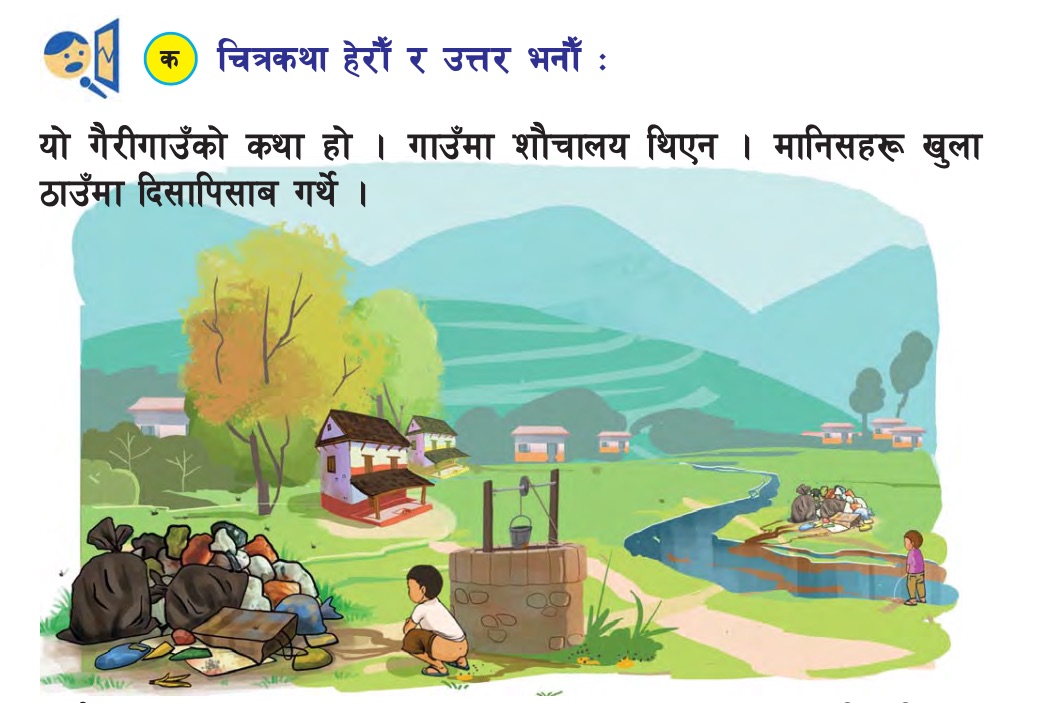 क चित्रकथा हेरौँ र उत्तर भनौँ :
यो गैरीगाउँको कथा हो । गाउँमा शौचालय थिएन । मानिसहरू खुला
ठाउँमा दिसापिसाब गर्थे ।